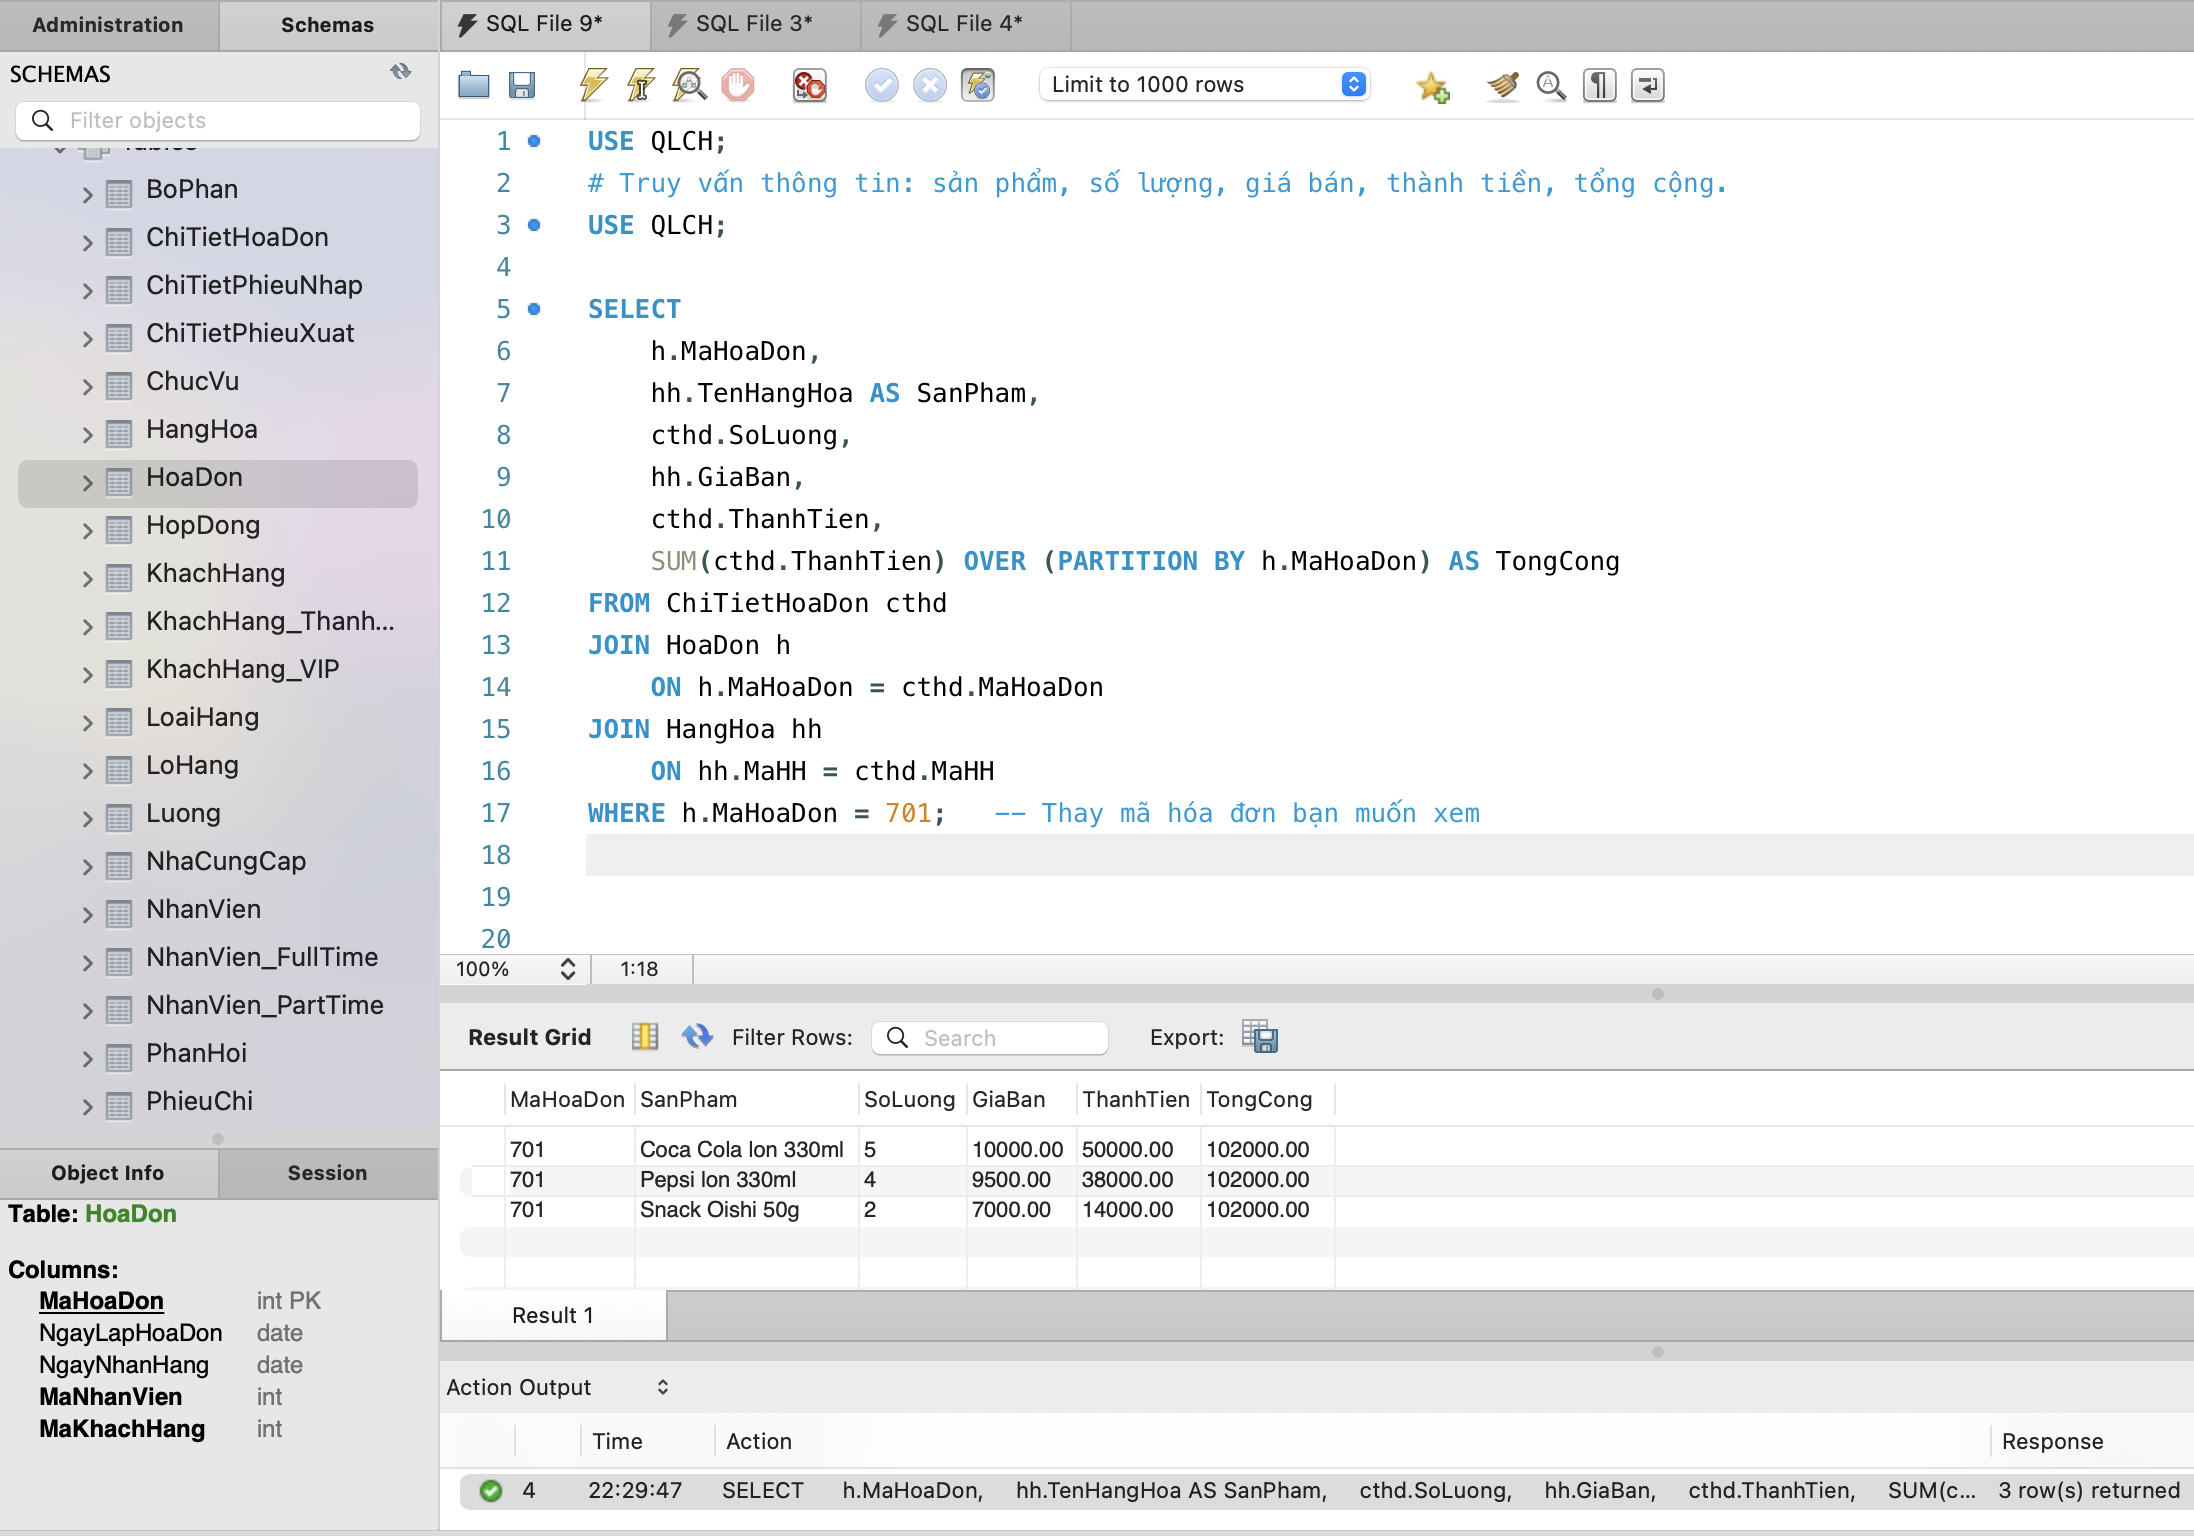 Administration
Schemas
SCHEMAS
Filter objects
Tables
BoPhan
ChiTietHoaDon
ChiTietPhieuNhap
ChiTietPhieuXuat
ChucVu
HangHoa
HoaDon
HopDong
KhachHang
KhachHang_Thanh...
KhachHang_VIP
LoaiHang
LoHang
Luong
NhaCungCap
NhanVien
NhanVien_FullTime
NhanVien_PartTime
PhanHoi
PhieuChi
Object Info
Session
Table: HoaDon
Columns:
MaHoaDon int PK
NgayLapHoaDon date
NgayNhanHang date
MaNhanVien int
MaKhachHang int
SQL File 9*
SQL File 3*
SQL File 4*
Limit to 1000 rows
1 USE QLCH;
2 # Truy vấn thông tin: sản phẩm, số lượng, giá bán, thành tiền, tổng cộng.
3 USE QLCH;
4
5 SELECT
6 h.MaHoaDon,
7 hh.TenHangHoa AS SanPham,
8 cthd.SoLuong,
9 hh.GiaBan,
10 cthd.ThanhTien,
11 SUM(cthd.ThanhTien) OVER (PARTITION BY h.MaHoaDon) AS TongCong
12 FROM ChiTietHoaDon cthd
13 JOIN HoaDon h
14 ON h.MaHoaDon = cthd.MaHoaDon
15 JOIN HangHoa hh
16 ON hh.MaHH = cthd.MaHH
17 WHERE h.MaHoaDon = 701; -- Thay mã hóa đơn bạn muốn xem
18
19
20
100% 1:18
Result Grid Filter Rows: Search Export:
MaHoaDon SanPham SoLuong GiaBan ThanhTien TongCong
701 Coca Cola lon 330ml 5 10000.00 50000.00 102000.00
701 Pepsi lon 330ml 4 9500.00 38000.00 102000.00
701 Snack Oishi 50g 2 7000.00 14000.00 102000.00
Result 1
Action Output
Time Action Response
4 22:29:47 SELECT h.MaHoaDon, hh.TenHangHoa AS SanPham, cthd.SoLuong, hh.GiaBan, cthd.ThanhTien, SUM(c... 3 row(s) returned